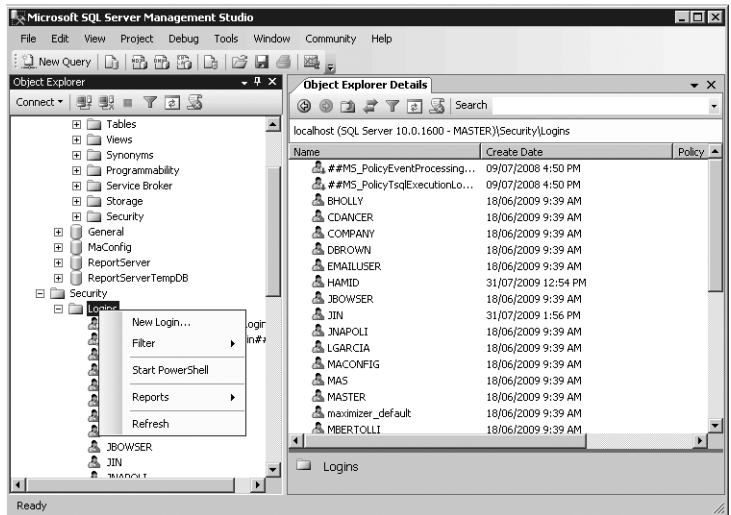 Microsoft SQL Server Management Studio
File Edit View Project Debug Tools Window Community Help
New Query
Object Explorer
Connect
Tables
Views
Synonyms
Programmability
Service Broker
Storage
Security
General
MaConfig
ReportServer
ReportServerTempDB
Security
Logins
New Login...
Filter
Start PowerShell
Reports
Refresh
JBOWSER
JIN
JNAPOLI
Object Explorer Details
Search
localhost (SQL Server 10.0.1600 - MASTER)\Security\Logins
Name Create Date Policy
##MS_PolicyEventProcessing... 09/07/2008 4:50 PM
##MS_PolicyTsqlExecutionLo... 09/07/2008 4:50 PM
BHOLLY 18/06/2009 9:39 AM
CDANCER 18/06/2009 9:39 AM
COMPANY 18/06/2009 9:39 AM
DBROWN 18/06/2009 9:39 AM
EMAILUSER 18/06/2009 9:39 AM
HAMID 31/07/2009 12:54 PM
JBOWSER 18/06/2009 9:39 AM
JIN 31/07/2009 1:56 PM
JNAPOLI 18/06/2009 9:39 AM
LGARCIA 18/06/2009 9:39 AM
MACONFIG 18/06/2009 9:39 AM
MAS 18/06/2009 9:39 AM
MASTER 18/06/2009 9:39 AM
maximizer_default 18/06/2009 9:39 AM
MBERTOLLI 18/06/2009 9:39 AM
Logins
Ready